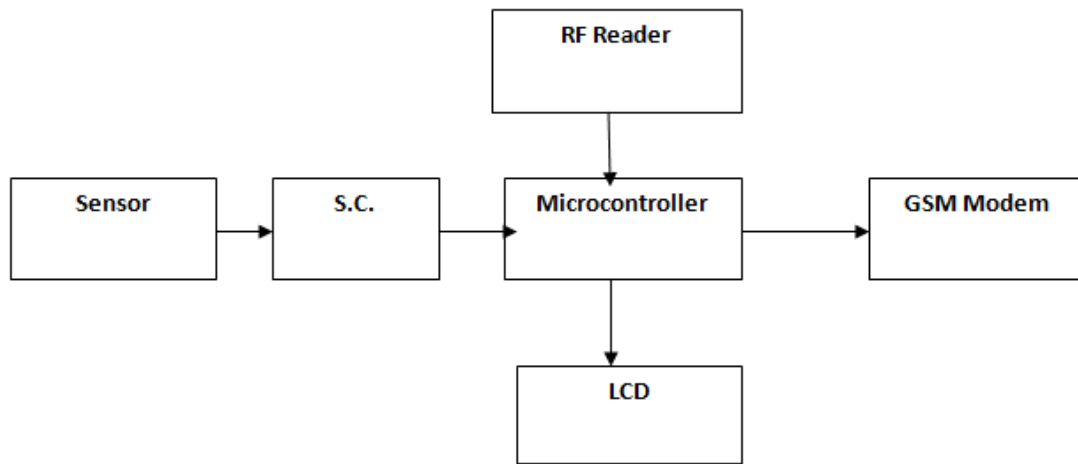 RF Reader
Sensor
S.C.
Microcontroller
GSM Modem
LCD